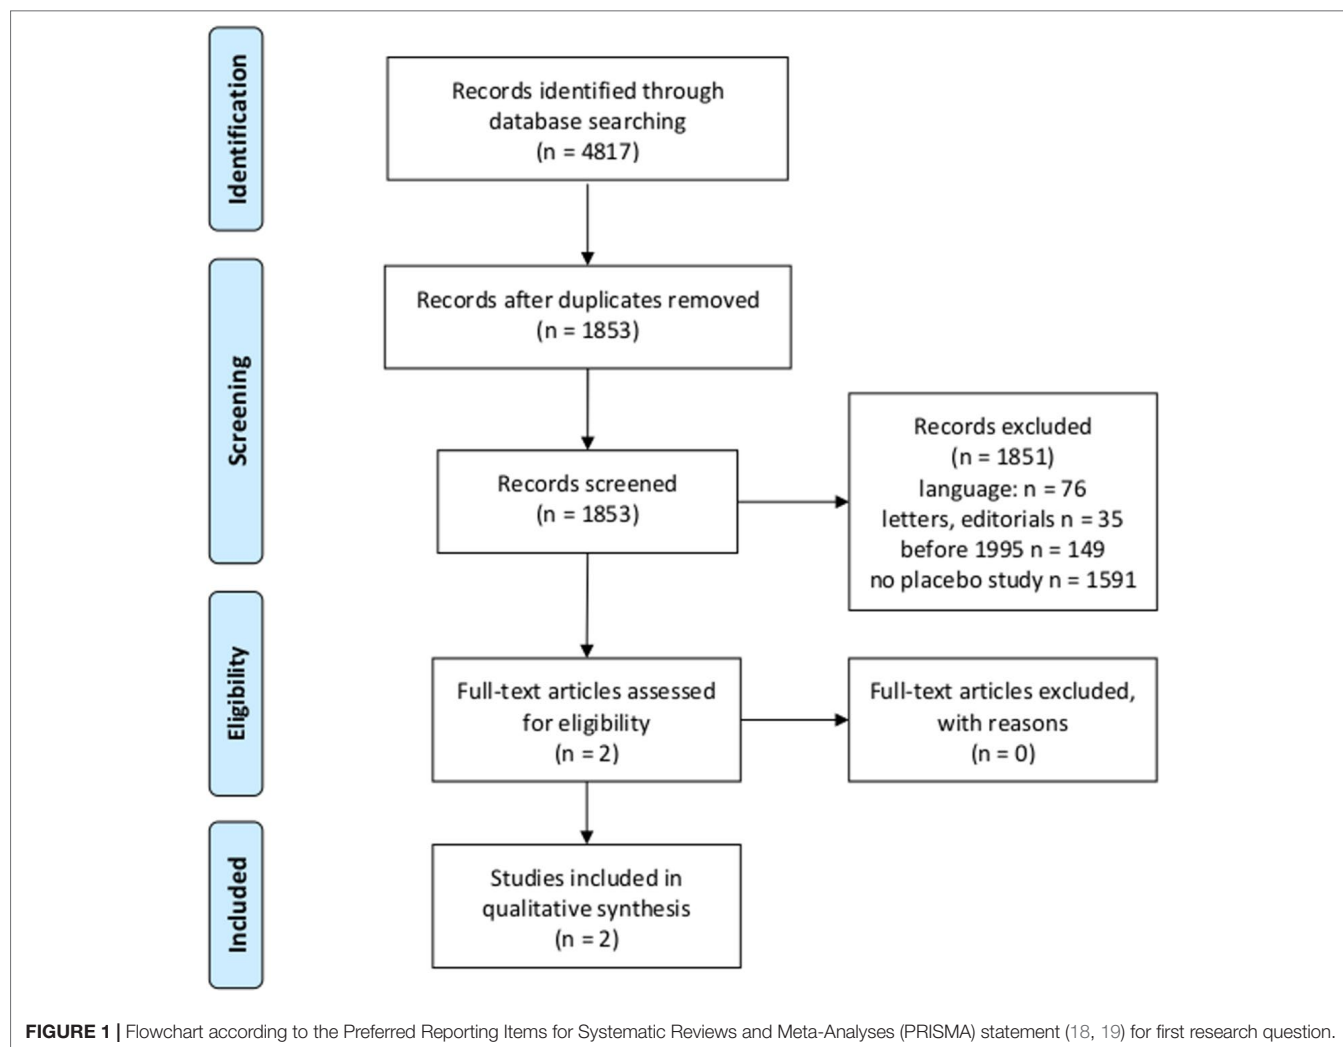 Identification
Records identified through
database searching
(n = 4817)
Screening
Records after duplicates removed
(n = 1853)
Records screened
(n = 1853)
Records excluded
(n = 1851)
language: n = 76
letters, editorials n = 35
before 1995 n = 149
no placebo study n = 1591
Eligibility
Full-text articles assessed
for eligibility
(n = 2)
Full-text articles excluded,
with reasons
(n = 0)
Included
Studies included in
qualitative synthesis
(n = 2)
FIGURE 1 | Flowchart according to the Preferred Reporting Items for Systematic Reviews and Meta-Analyses (PRISMA) statement (18, 19) for first research question.